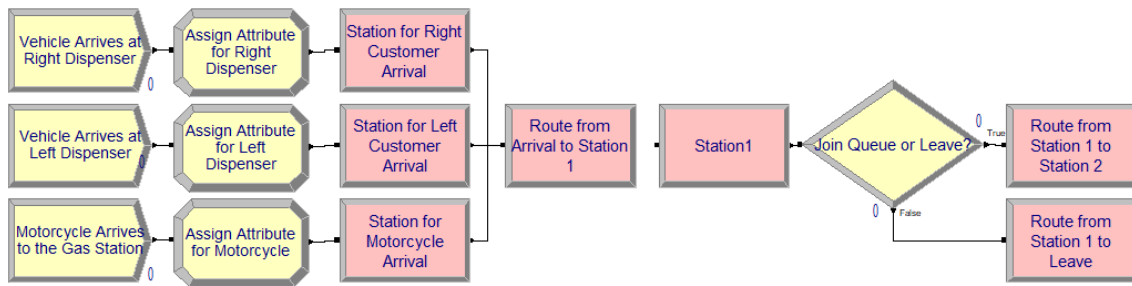 Vehicle Arrives at
Right Dispenser
0
Assign Attribute
for Right
Dispenser
Station for Right
Customer
Arrival
Vehicle Arrives at
Left Dispenser
0
Assign Attribute
for Left
Dispenser
Station for Left
Customer
Arrival
Motorcycle Arrives
to the Gas Station
0
Assign Attribute
for Motorcycle
Station for
Motorcycle
Arrival
Route from
Arrival to Station
1
Station1
Join Queue or Leave?
0
True
0
False
Route from
Station 1 to
Station 2
Route from
Station 1 to
Leave